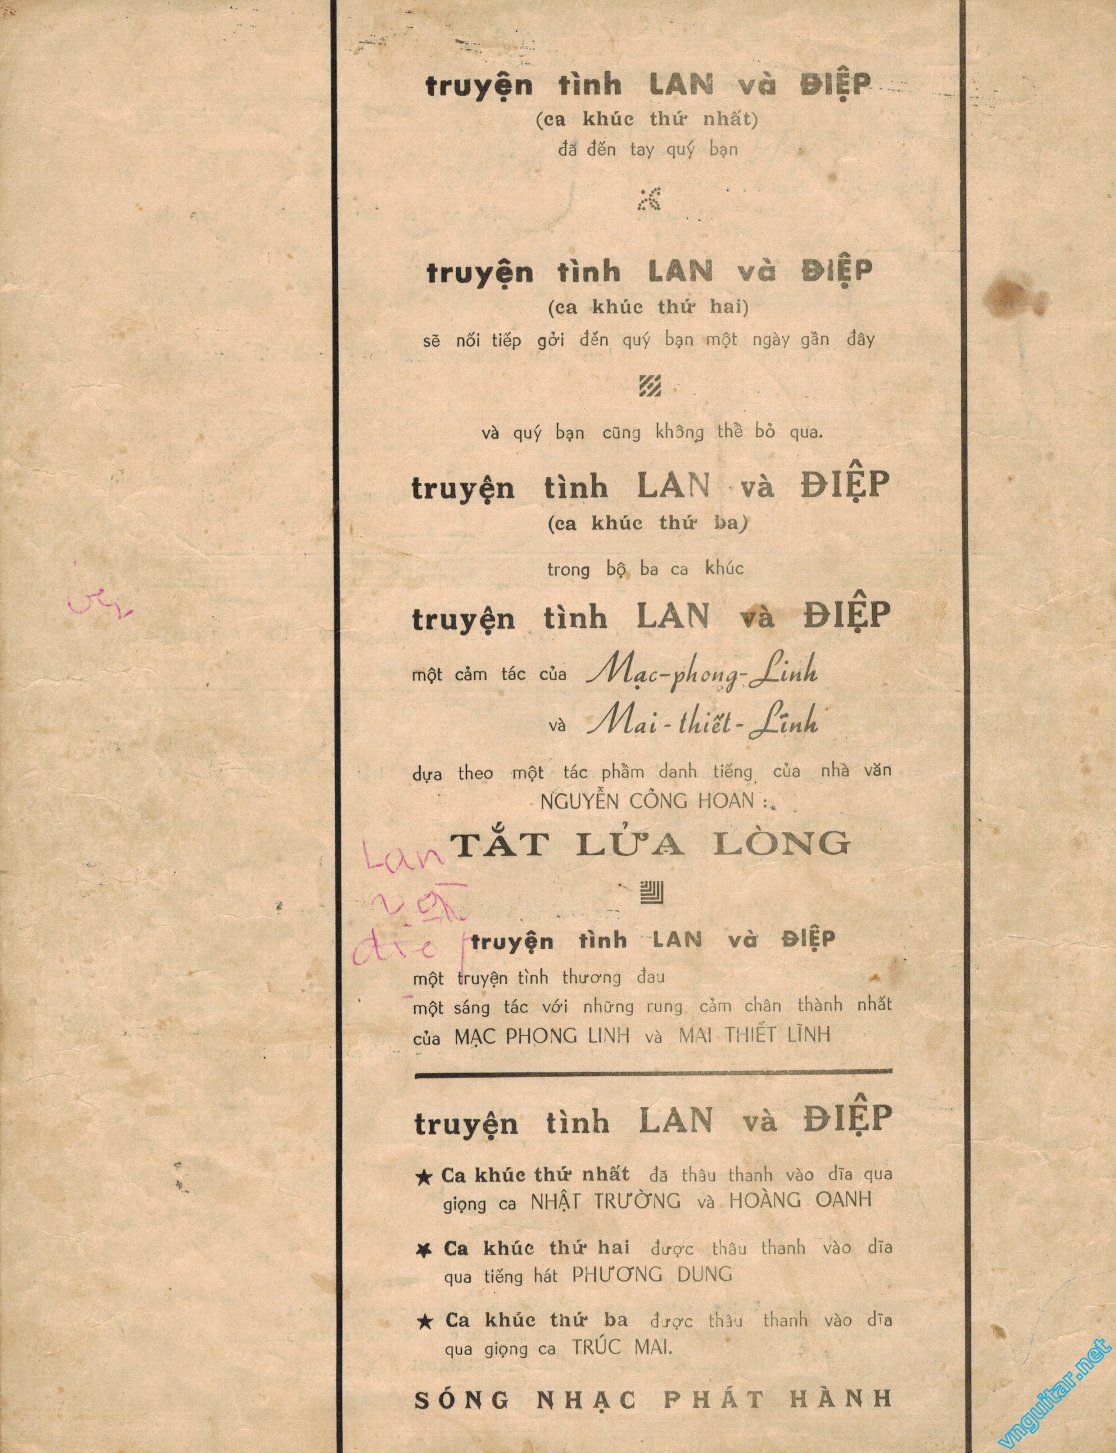 truyện tình LAN và ĐIỆP
(ca khúc thứ nhất)
đã đến tay quý bạn
truyện tình LAN và ĐIỆP
(ca khúc thứ hai)
sẽ nối tiếp gởi đến quý bạn một ngày gần đây
và quý bạn cũng không thề bỏ qua.
truyện tình LAN và ĐIỆP
(ca khúc thứ ba)
trong bộ ba ca khúc
truyện tình LAN và ĐIỆP
một cảm tác của Mạc-phong-Linh
và Mai-thiết-Lĩnh
dựa theo một tác phầm danh tiếng của nhà văn
NGUYỄN CÔNG HOAN :
TẮT LỬA LÒNG
Lan
và
điệp
truyện tình LAN và ĐIỆP
một truyện tình thương đau
một sáng tác với những rung cảm chân thành nhất
của MẠC PHONG LINH và MAI THIẾT LĨNH
truyện tình LAN và ĐIỆP
★ Ca khúc thứ nhất đã thâu thanh vào dĩa qua
giọng ca NHẬT TRƯỜNG và HOÀNG OANH
★ Ca khúc thứ hai được thâu thanh vào dĩa
qua tiếng hát PHƯƠNG DUNG
★ Ca khúc thứ ba được thâu thanh vào dĩa
qua giọng ca TRÚC MAI.
SÓNG NHẠC PHÁT HÀNH
vnguitar.net